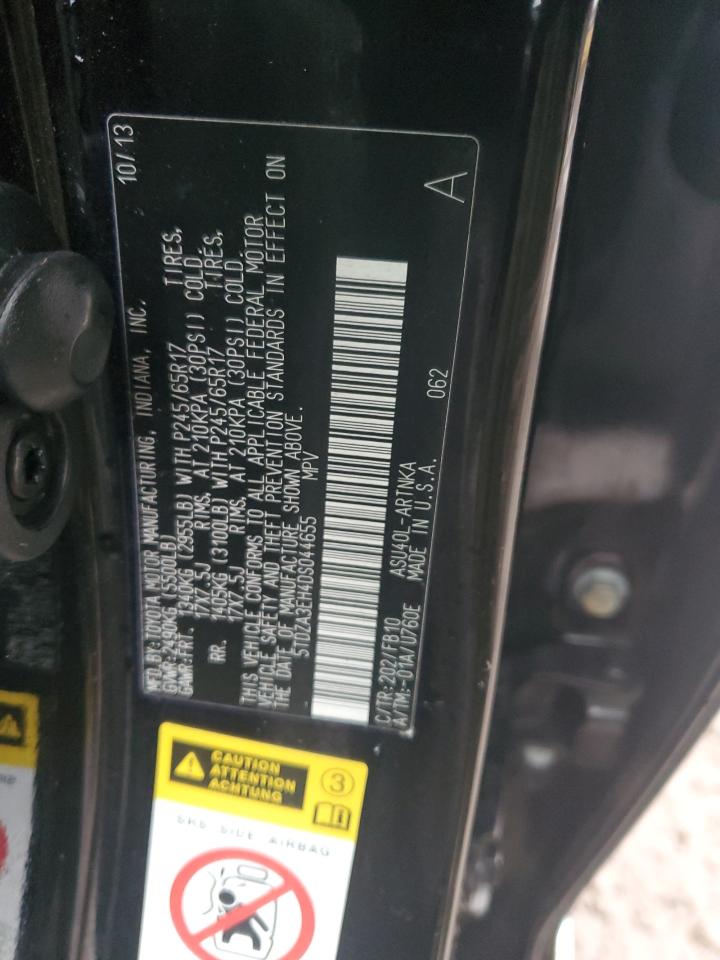 10/13
MFD.BY:TOYOTA MOTOR MANUFACTURING, INDIANA, INC.
GVWR:2490KG (5500LB)
GAWR:FRT. 1340KG (2955LB) WITH P245/65R17 TIRES,
17X7.5J RIMS, AT 210KPA (30PSI) COLD.
RR. 1405KG (3100LB) WITH P245/65R17 TIRES,
17X7.5J RIMS, AT 210KPA (30PSI) COLD.
THIS VEHICLE CONFORMS TO ALL APPLICABLE FEDERAL MOTOR
VEHICLE SAFETY AND THEFT PREVENTION STANDARDS IN EFFECT ON
THE DATE OF MANUFACTURE SHOWN ABOVE.
5TDZA3EH4DS044655 MPV
A
C/TR:202/FB10 ASU40L-ARTNKA 062
A/TM:-01A/U760E MADE IN U.S.A.
CAUTION
ATTENTION
ACHTUNG
3
SRS SIDE AIRBAG